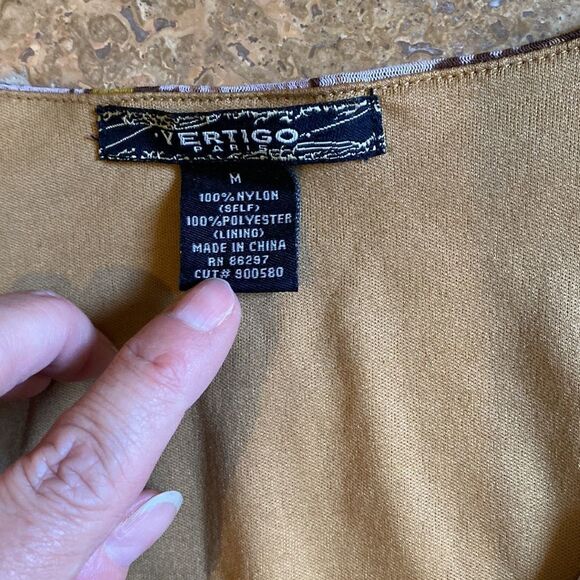 VERTIGO
PARIS
M
100% NYLON
(SELF)
100% POLYESTER
(LINING)
MADE IN CHINA
RN 86297
CUT# 900580